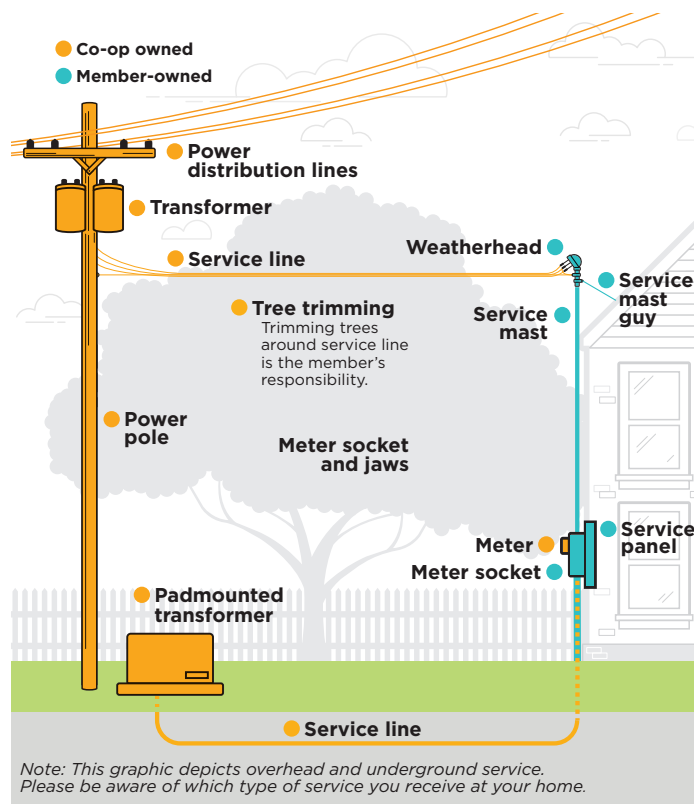 Co-op owned
Member-owned
Power
distribution lines
Transformer
Weatherhead
Service line
Service
mast
guy
Tree trimming
Trimming trees
around service line
is the member's
responsibility.
Service
mast
Power
pole
Meter socket
and jaws
Service
panel
Meter
Meter socket
Padmounted
transformer
Service line
Note: This graphic depicts overhead and underground service.
Please be aware of which type of service you receive at your home.